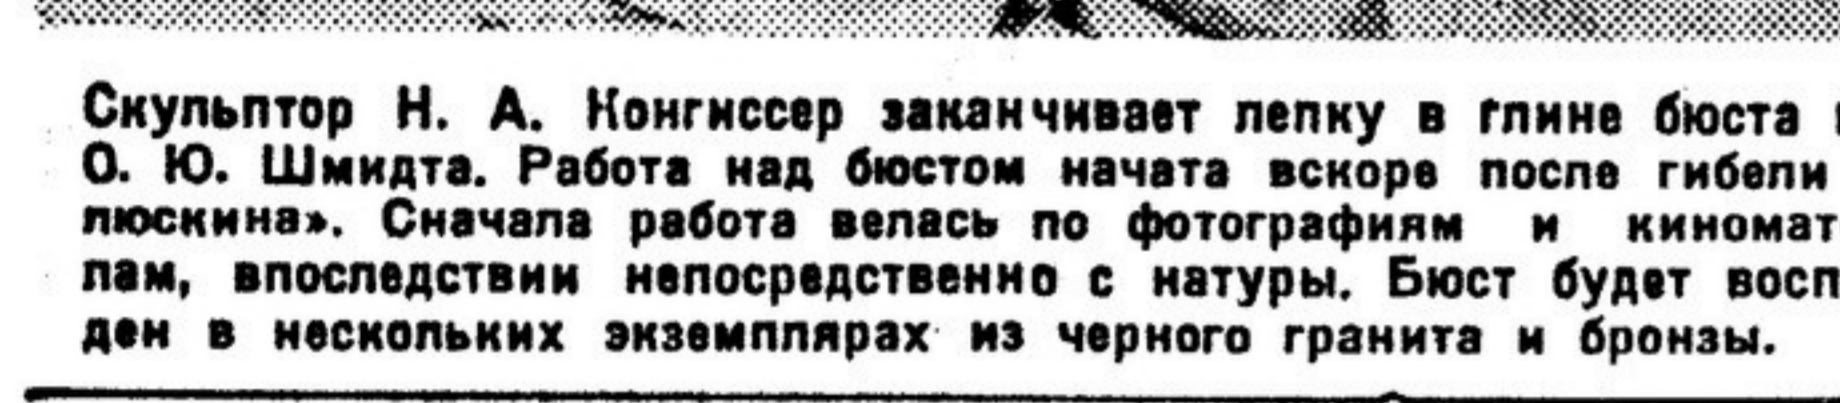 Скульптор Н. А. Конгиссер заканчивает лепку в глине бюста
О. Ю. Шмидта. Работа над бюстом начата вскоре после гибели
люскина». Сначала работа велась по фотографиям и киномат
лам, впоследствии непосредственно с натуры. Бюст будет восп
ден в нескольких экземплярах из черного гранита и бронзы.